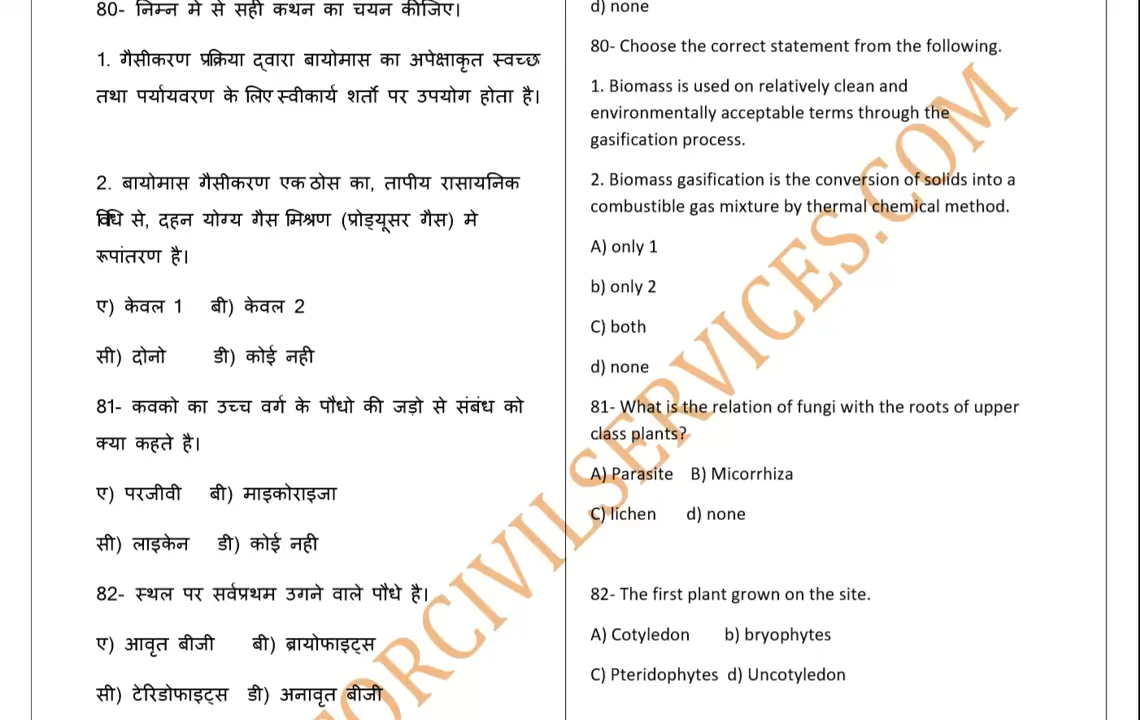 80- निम्न मे से सही कथन का चयन कीजिए।
1. गैसीकरण प्रक्रिया द्वारा बायोमास का अपेक्षाकृत स्वच्छ
तथा पर्यायवरण के लिए स्वीकार्य शर्तो पर उपयोग होता है।
2. बायोमास गैसीकरण एक ठोस का, तापीय रासायनिक
विधि से, दहन योग्य गैस मिश्रण (प्रोड्यूसर गैस) मे
रूपांतरण है।
ए) केवल 1 बी) केवल 2
सी) दोनो डी) कोई नही
81- कवको का उच्च वर्ग के पौधो की जड़ो से संबंध को
क्या कहते है।
ए) परजीवी बी) माइकोराइजा
सी) लाइकेन डी) कोई नही
82- स्थल पर सर्वप्रथम उगने वाले पौधे है।
ए) आवृत बीजी बी) ब्रायोफाइट्स
सी) टेरिडोफाइट्स डी) अनावृत बीजी
d) none
80- Choose the correct statement from the following.
1. Biomass is used on relatively clean and
environmentally acceptable terms through the
gasification process.
2. Biomass gasification is the conversion of solids into a
combustible gas mixture by thermal chemical method.
A) only 1
b) only 2
C) both
d) none
81- What is the relation of fungi with the roots of upper
class plants?
A) Parasite B) Micorrhiza
C) lichen d) none
82- The first plant grown on the site.
A) Cotyledon b) bryophytes
C) Pteridophytes d) Uncotyledon
FORCIVILSERVICES.COM